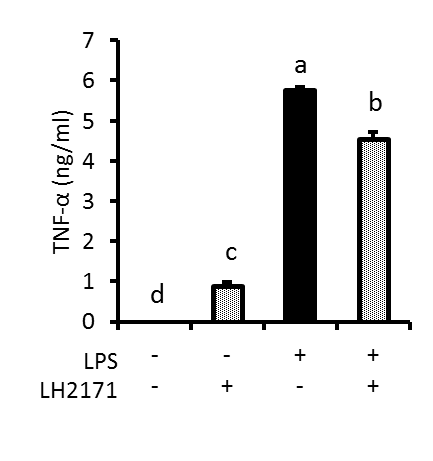 7
6
5
4
3
2
1
0
TNF-α (ng/ml)
a
b
c
d
LPS - - + +
LH2171 - + - +